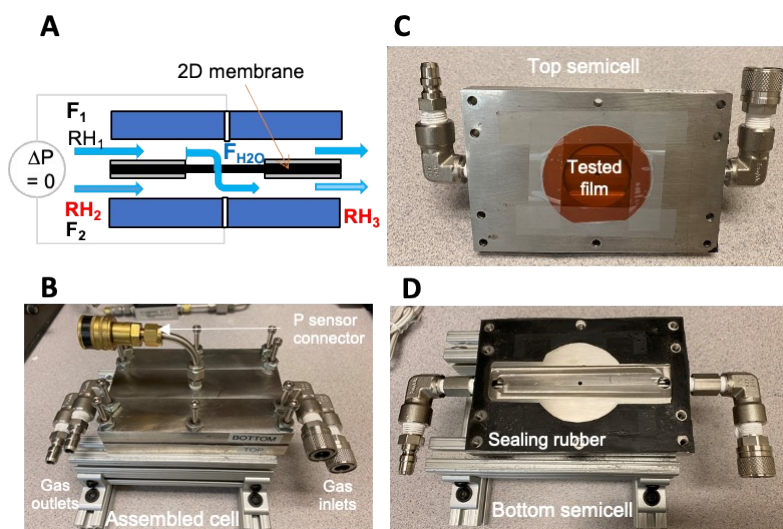 A
2D membrane
F1
RH1
FH2O
ΔP
= 0
RH2
F2
RH3
B
P sensor
connector
BOTTOM
TOP
Gas
outlets
Gas
inlets
Assembled cell
C
Top semicell
Tested
film
D
Sealing rubber
Bottom semicell